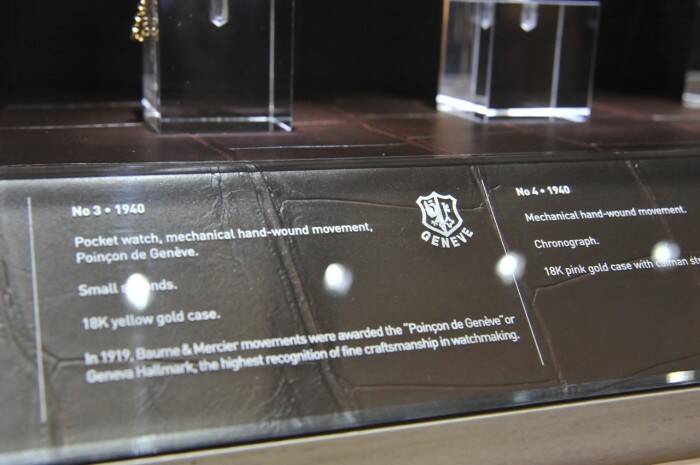 No 3 • 1940
Pocket watch, mechanical hand-wound movement,
Poinçon de Genève.
Small
18K yellow gold case.
In 1919, Baume & Mercier movements were awarded the "Poinçon de Genève" or
Geneva Hallmark, the highest recognition of fine craftsmanship in watchmaking.
GENEVE
No 4 • 1940
Mechanical hand-wound movement.
Chronograph.
18K pink gold case with caiman